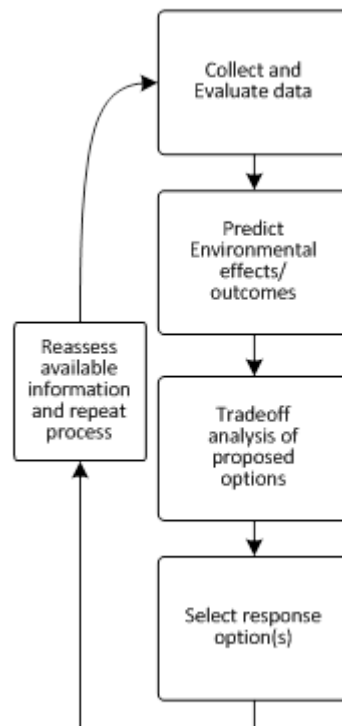 Collect and
Evaluate data
Predict
Environmental
effects/
outcomes
Reassess
available
information
and repeat
process
Tradeoff
analysis of
proposed
options
Select response
option(s)